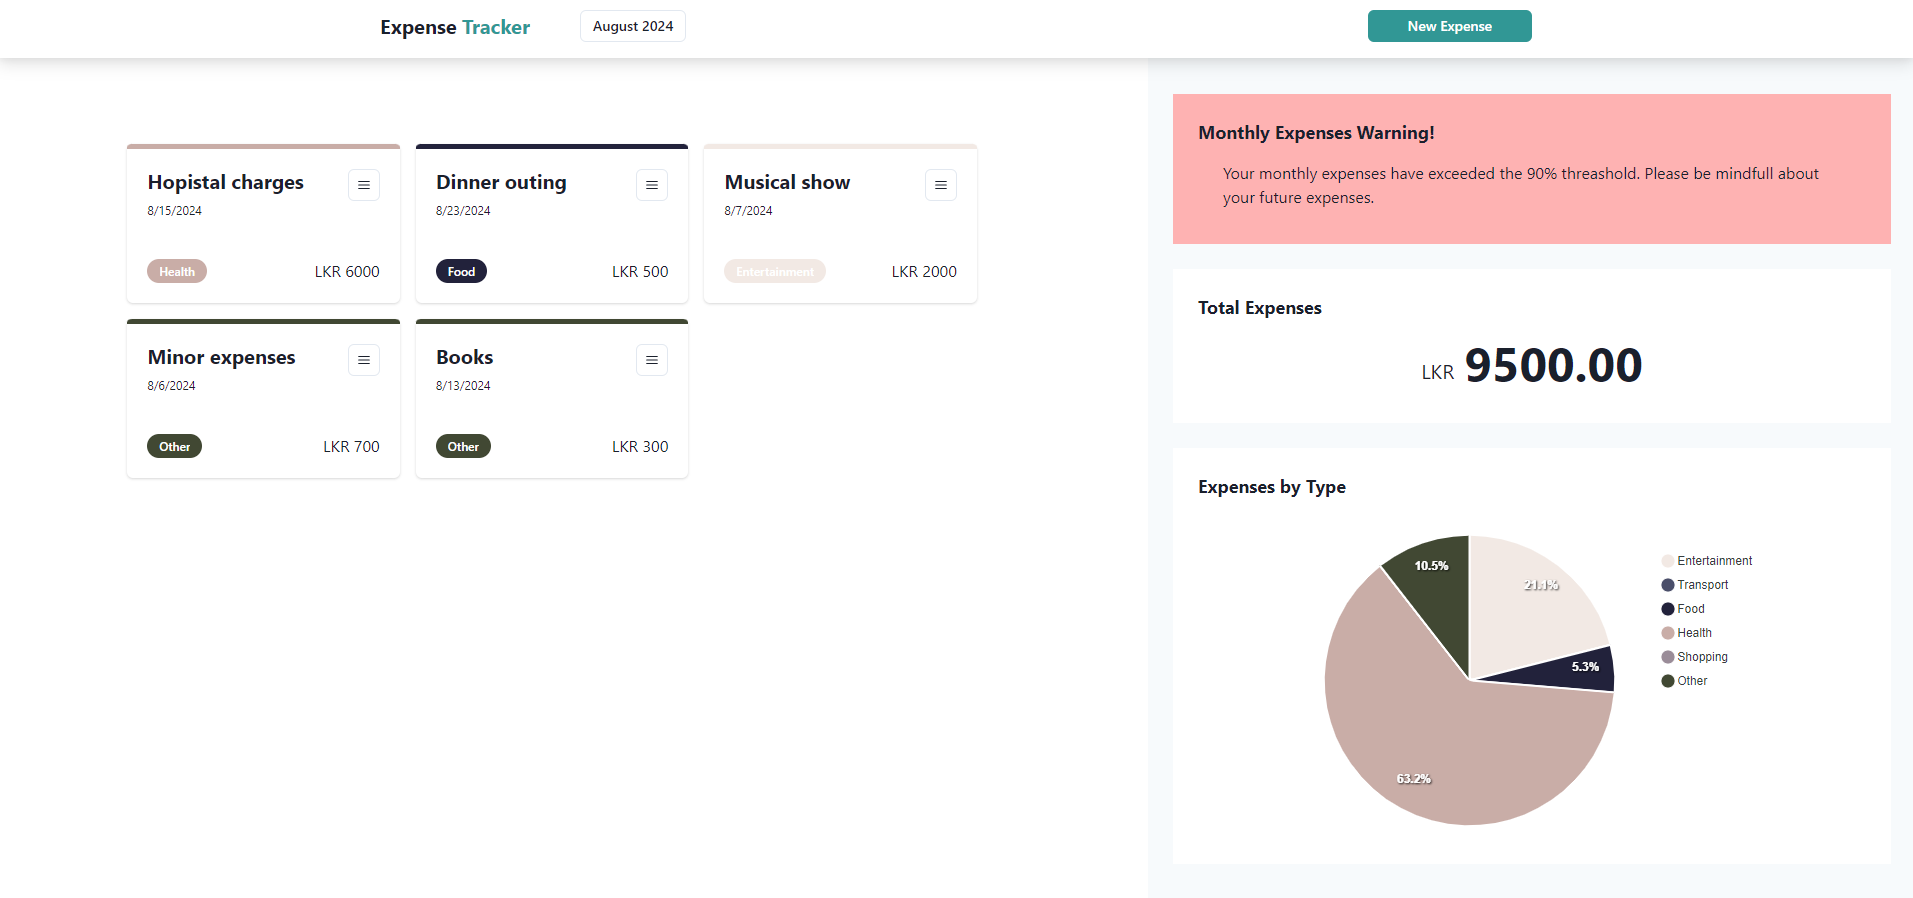 Expense Tracker
August 2024
New Expense
Hopistal charges
8/15/2024
Health
LKR 6000
Dinner outing
8/23/2024
Food
LKR 500
Musical show
8/7/2024
Entertainment
LKR 2000
Minor expenses
8/6/2024
Other
LKR 700
Books
8/13/2024
Other
LKR 300
Monthly Expenses Warning!
Your monthly expenses have exceeded the 90% threashold. Please be mindfull about
your future expenses.
Total Expenses
LKR 9500.00
Expenses by Type
10.5%
21.1%
5.3%
63.2%
Entertainment
Transport
Food
Health
Shopping
Other